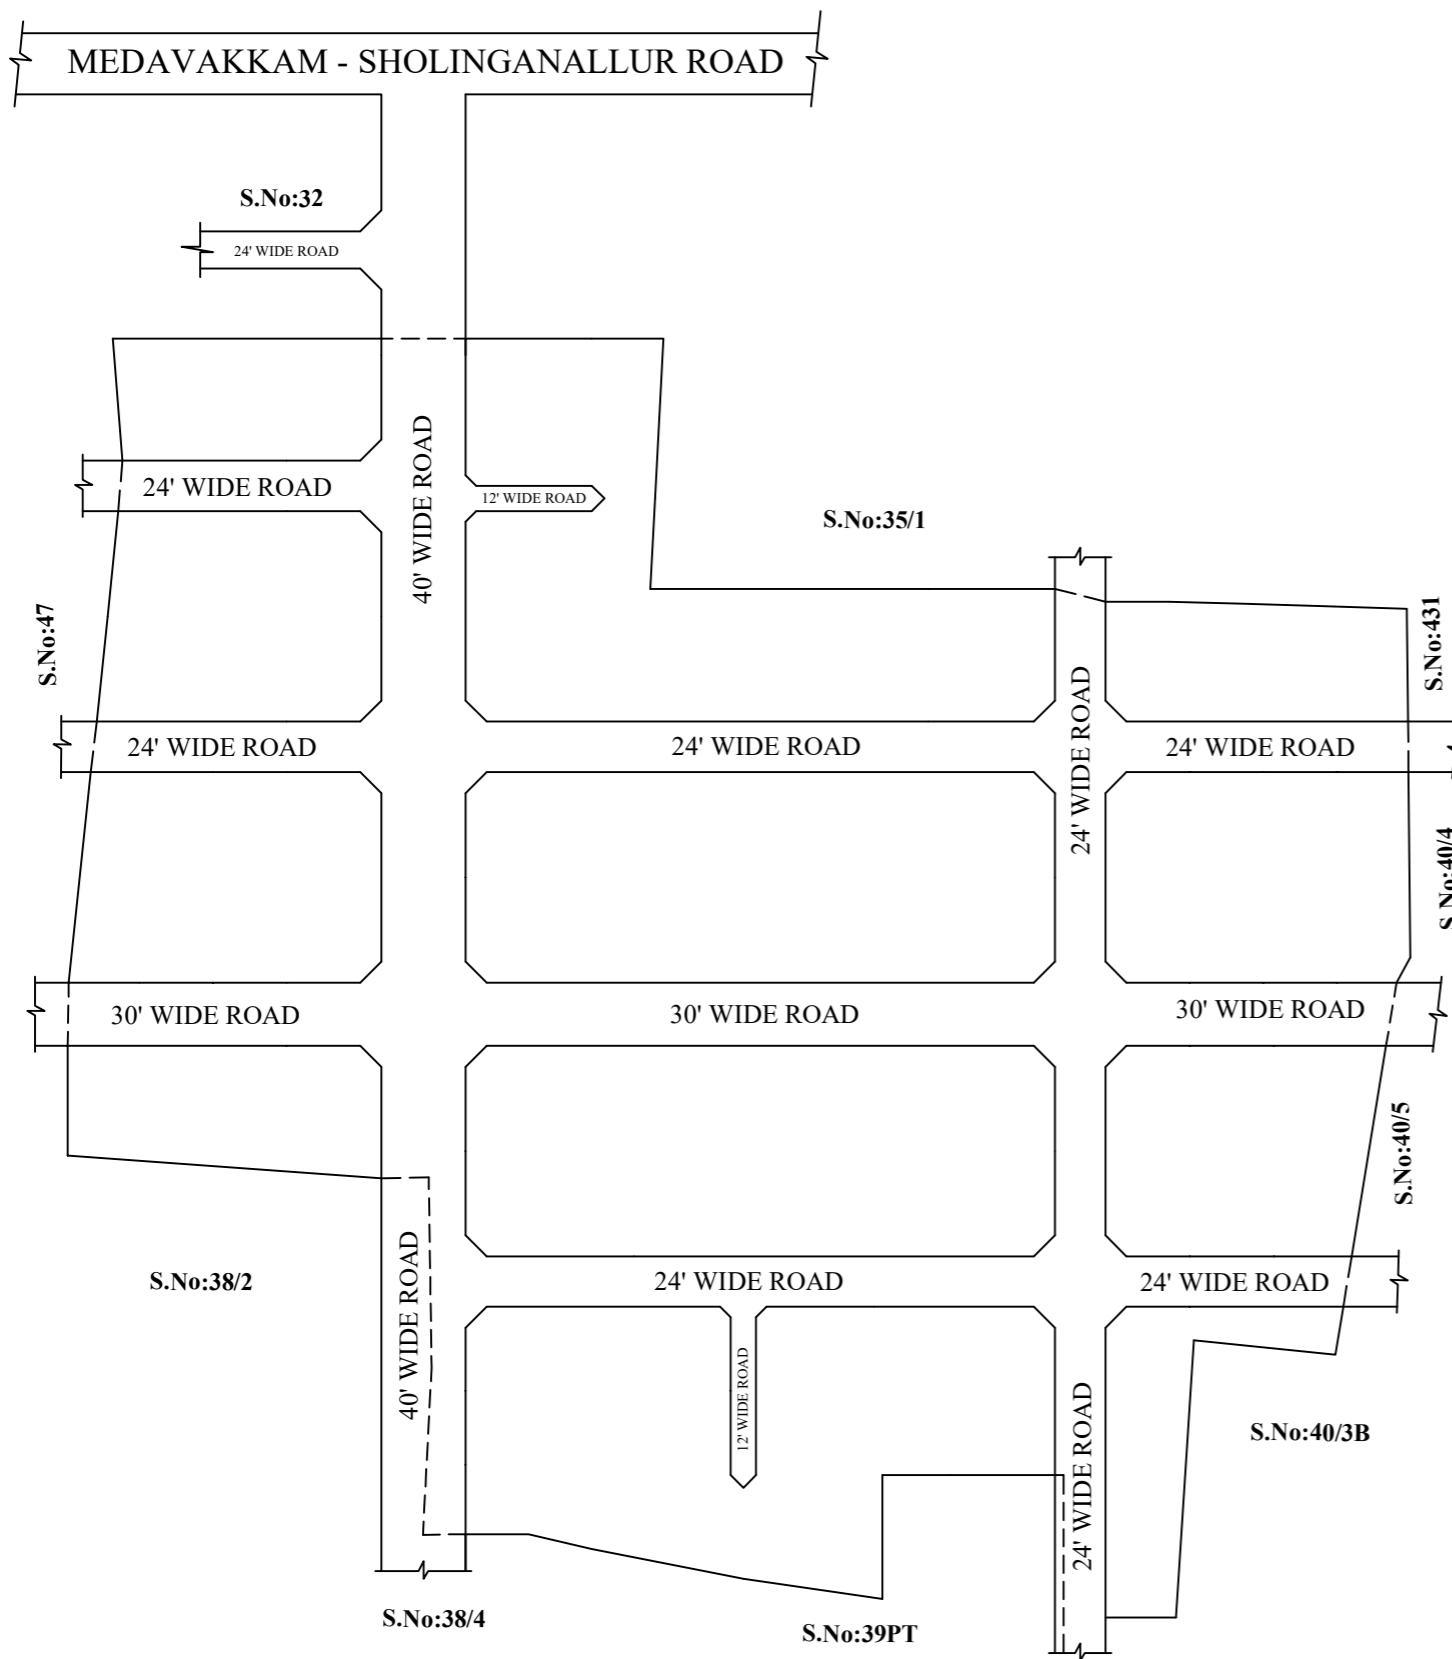 MEDAVAKKAM - SHOLINGANALLUR ROAD
S.No:32
24' WIDE ROAD
40' WIDE ROAD
24' WIDE ROAD
12' WIDE ROAD
S.No:35/1
S.No:47
S.No:431
24' WIDE ROAD
24' WIDE ROAD
24' WIDE ROAD
24' WIDE ROAD
S.No:40/4
30' WIDE ROAD
30' WIDE ROAD
30' WIDE ROAD
S.No:40/5
S.No:38/2
40' WIDE ROAD
24' WIDE ROAD
24' WIDE ROAD
12' WIDE ROAD
24' WIDE ROAD
S.No:40/3B
S.No:38/4
S.No:39PT